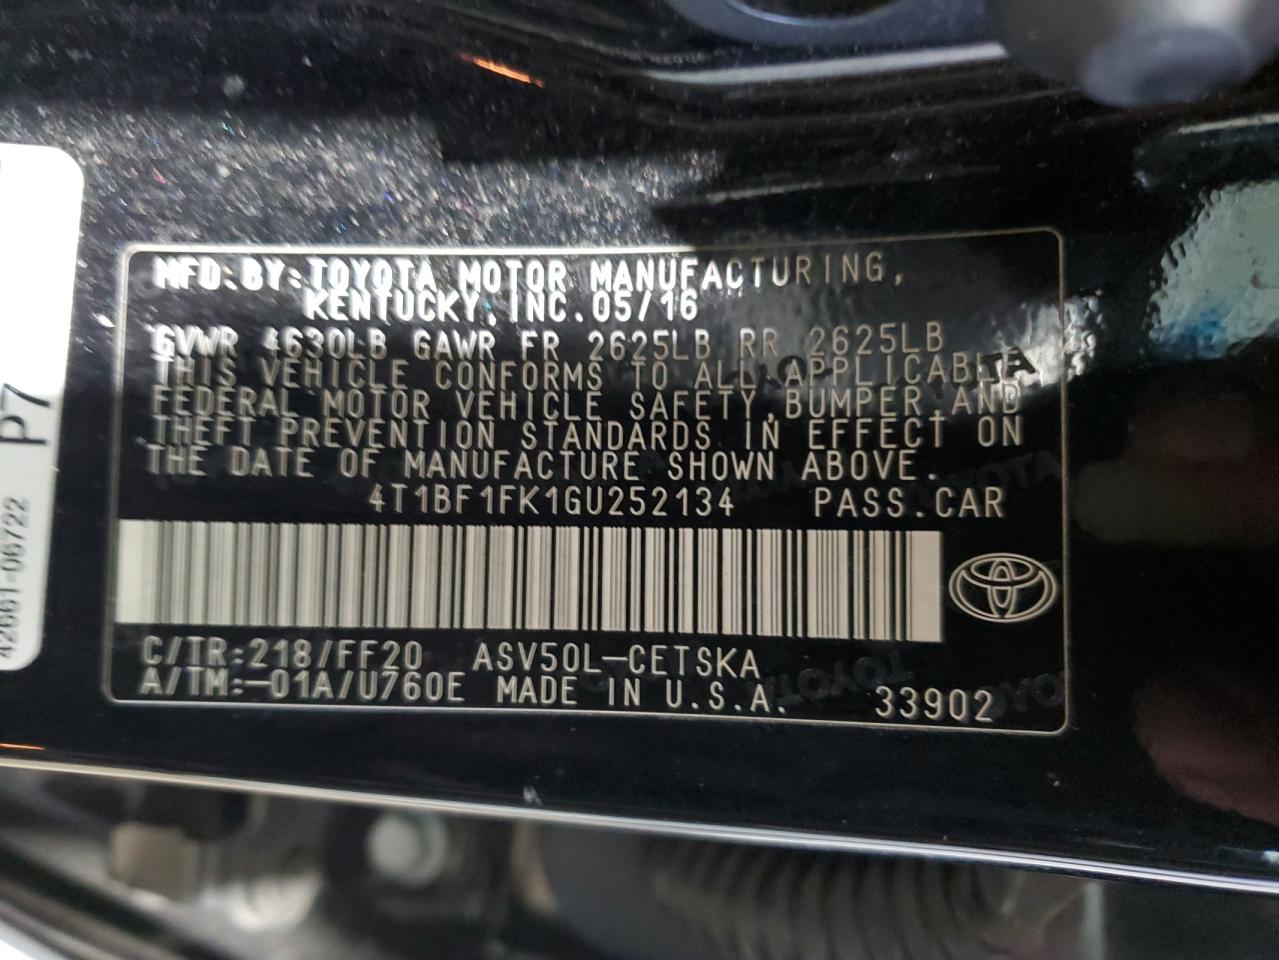 MFD.BY:TOYOTA MOTOR MANUFACTURING,
KENTUCKY,INC.05/16
GVWR 4630LB GAWR FR 2625LB RR 2625LB
THIS VEHICLE CONFORMS TO ALL APPLICABLE
FEDERAL MOTOR VEHICLE SAFETY,BUMPER,AND
THEFT PREVENTION STANDARDS IN EFFECT ON
THE DATE OF MANUFACTURE SHOWN ABOVE.
4T1BF1FK1GU252134 PASS.CAR
C/TR:218/FF20 ASV50L-CETSKA
A/TM:-01A/U760E MADE IN U.S.A. 33902
P7
42661-06722
TOYOTA
TOYOTA